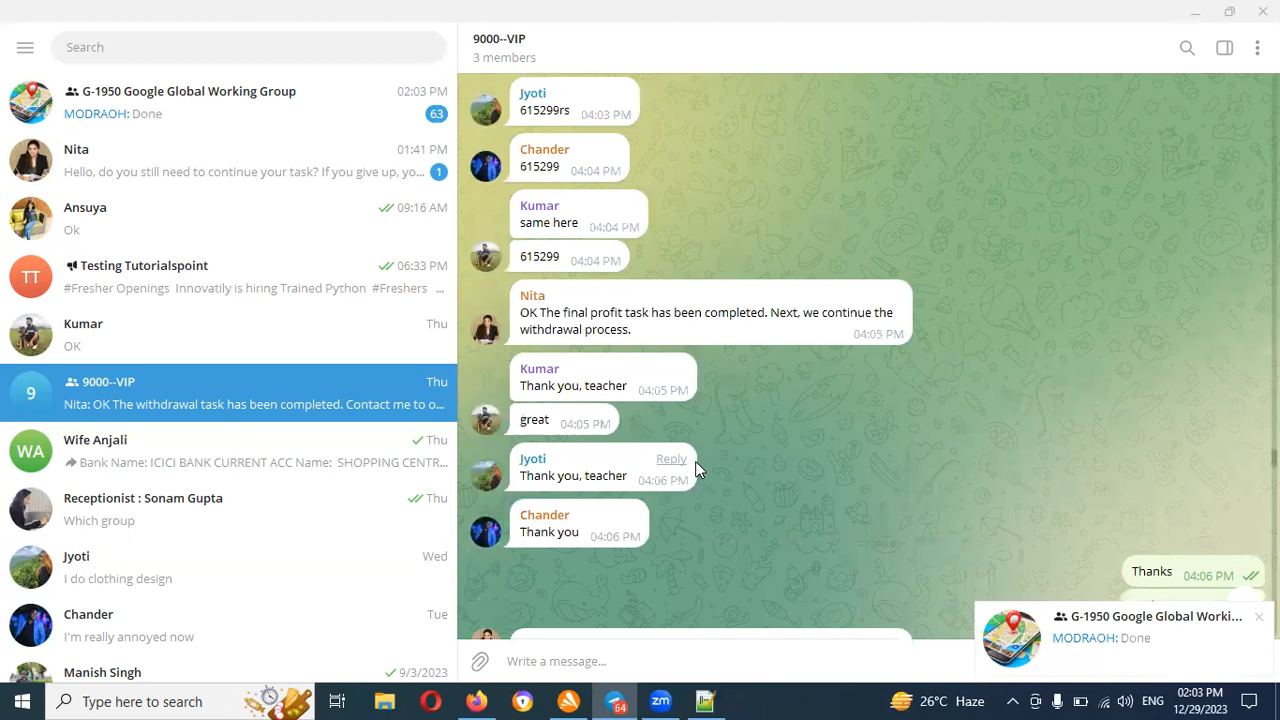 Search
G-1950 Google Global Working Group
02:03 PM
MODRAOH: Done
63
Nita
01:41 PM
Hello, do you still need to continue your task? If you give up, yo...
1
Ansuya
09:16 AM
Ok
TT
Testing Tutorialspoint
06:33 PM
#Fresher Openings Innovatily is hiring Trained Python #Freshers ...
Kumar
Thu
OK
9
9000--VIP
Thu
Nita: OK The withdrawal task has been completed. Contact me to o...
WA
Wife Anjali
Thu
Bank Name: ICICI BANK CURRENT ACC Name: SHOPPING CENTR...
Receptionist : Sonam Gupta
Thu
Which group
Jyoti
Wed
I do clothing design
Chander
Tue
I'm really annoyed now
Manish Singh
9/3/2023
9000--VIP
3 members
Jyoti
615299rs
04:03 PM
Chander
615299
04:04 PM
Kumar
same here
04:04 PM
615299
04:04 PM
Nita
OK The final profit task has been completed. Next, we continue the
withdrawal process.
04:05 PM
Kumar
Thank you, teacher
04:05 PM
great
04:05 PM
Jyoti
Reply
Thank you, teacher
04:06 PM
Chander
Thank you
04:06 PM
Thanks
04:06 PM
G-1950 Google Global Worki...
MODRAOH: Done
Write a message...
Type here to search
64
zm
26°C Haze
ENG
02:03 PM
12/29/2023